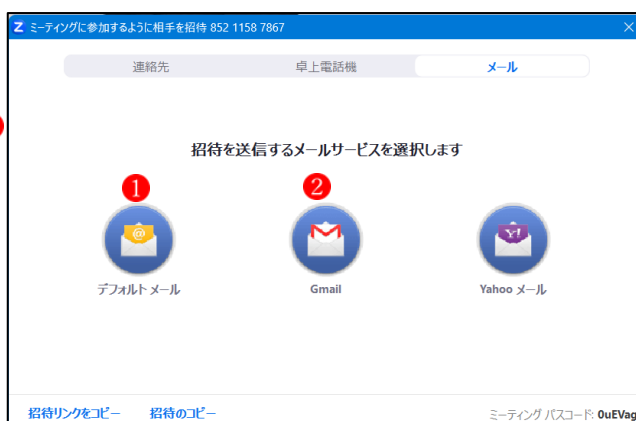 Z ミーティングに参加するように相手を招待 852 1158 7867
連絡先 卓上電話機 メール
招待を送信するメールサービスを選択します
1 2
@ Y!
デフォルト メール Gmail Yahoo メール
招待リンクをコピー 招待のコピー ミーティング パスコード: 0uEVag